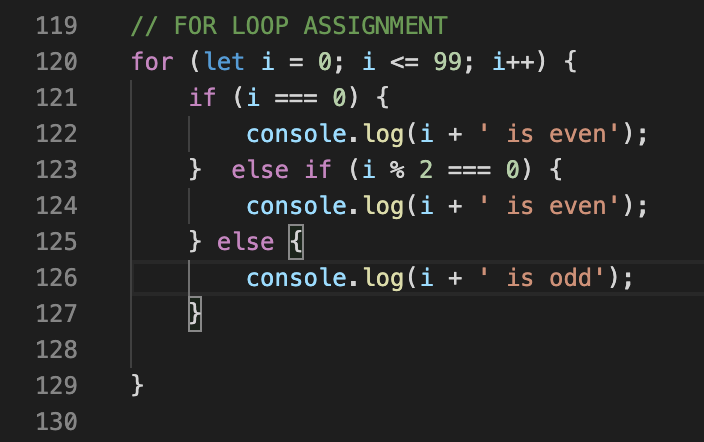 119 // FOR LOOP ASSIGNMENT
120 for (let i = 0; i <= 99; i++) {
121     if (i === 0) {
122         console.log(i + ' is even');
123     }  else if (i % 2 === 0) {
124         console.log(i + ' is even');
125     } else {
126         console.log(i + ' is odd');
127     }
128
129 }
130